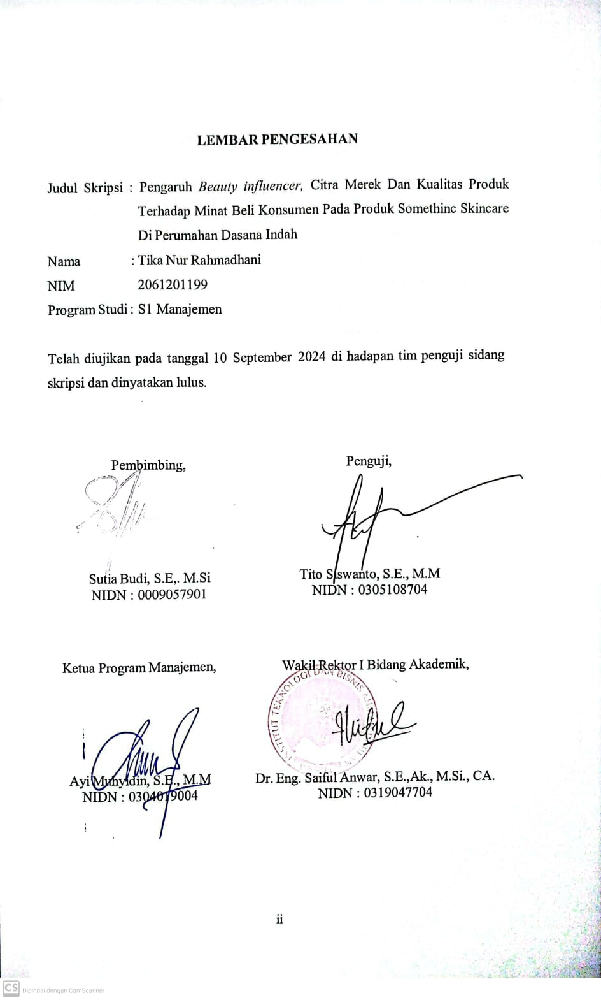 LEMBAR PENGESAHAN
Judul Skripsi : Pengaruh Beauty influencer, Citra Merek Dan Kualitas Produk
Terhadap Minat Beli Konsumen Pada Produk Somethinc Skincare
Di Perumahan Dasana Indah
Nama : Tika Nur Rahmadhani
NIM 2061201199
Program Studi : S1 Manajemen
Telah diujikan pada tanggal 10 September 2024 di hadapan tim penguji sidang
skripsi dan dinyatakan lulus.
Pembimbing,
Penguji,
Sutia Budi, S.E,. M.Si
NIDN : 0009057901
Tito Siswanto, S.E., M.M
NIDN : 0305108704
Ketua Program Manajemen,
Wakil Rektor I Bidang Akademik,
INSTITUT TEKNOLOGI DAN BISNIS
Ayi Muhyidin, S.E., M.M
NIDN : 0304019004
Dr. Eng. Saiful Anwar, S.E.,Ak., M.Si., CA.
NIDN : 0319047704
ii
CS Dipindai dengan CamScanner